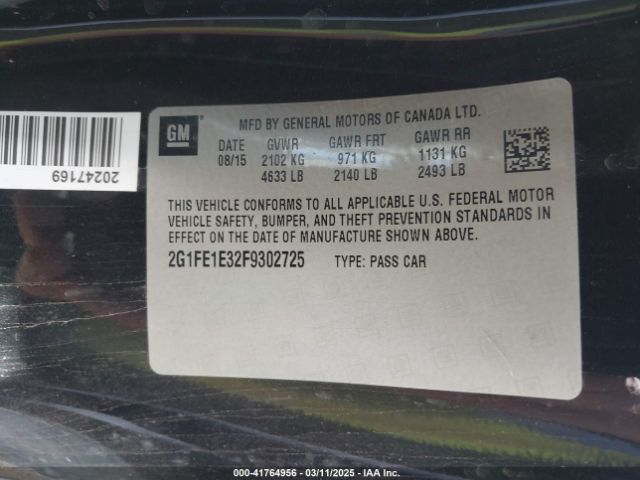 GM
MFD BY GENERAL MOTORS OF CANADA LTD.
DATE GVWR GAWR FRT GAWR RR
08/15 2102 KG 971 KG 1131 KG
4633 LB 2140 LB 2493 LB
THIS VEHICLE CONFORMS TO ALL APPLICABLE U.S. FEDERAL MOTOR
VEHICLE SAFETY, BUMPER, AND THEFT PREVENTION STANDARDS IN
EFFECT ON THE DATE OF MANUFACTURE SHOWN ABOVE.
2G1FE1E32F9302725 TYPE: PASS CAR
20247169
000-41764956 - 03/11/2025 - IAA Inc.